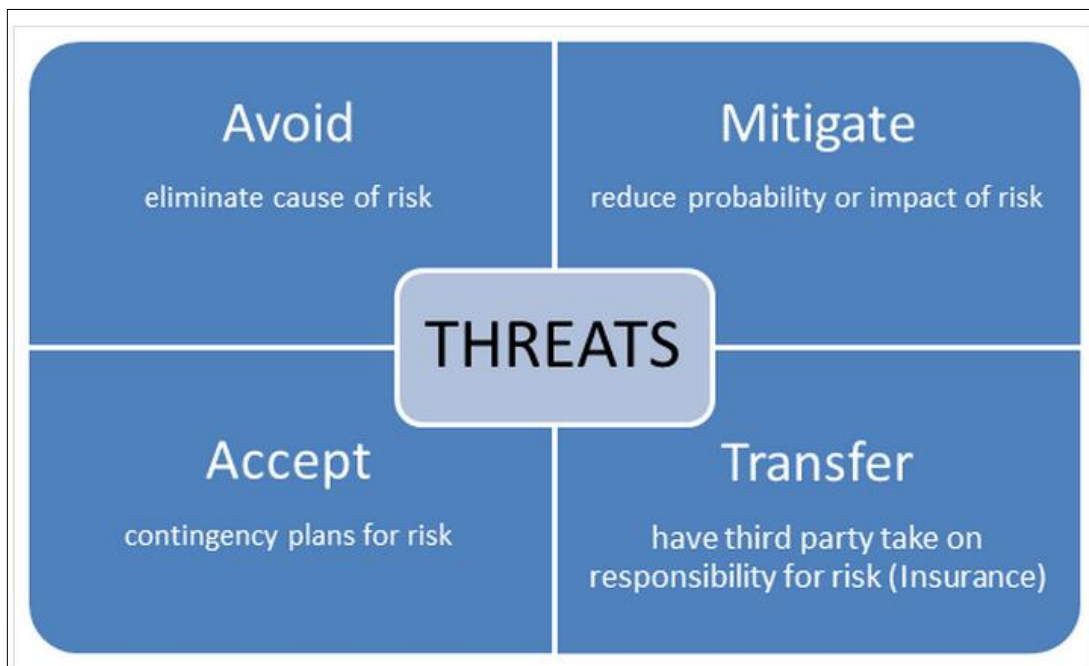 Avoid
eliminate cause of risk
Mitigate
reduce probability or impact of risk
THREATS
Accept
contingency plans for risk
Transfer
have third party take on
responsibility for risk (Insurance)